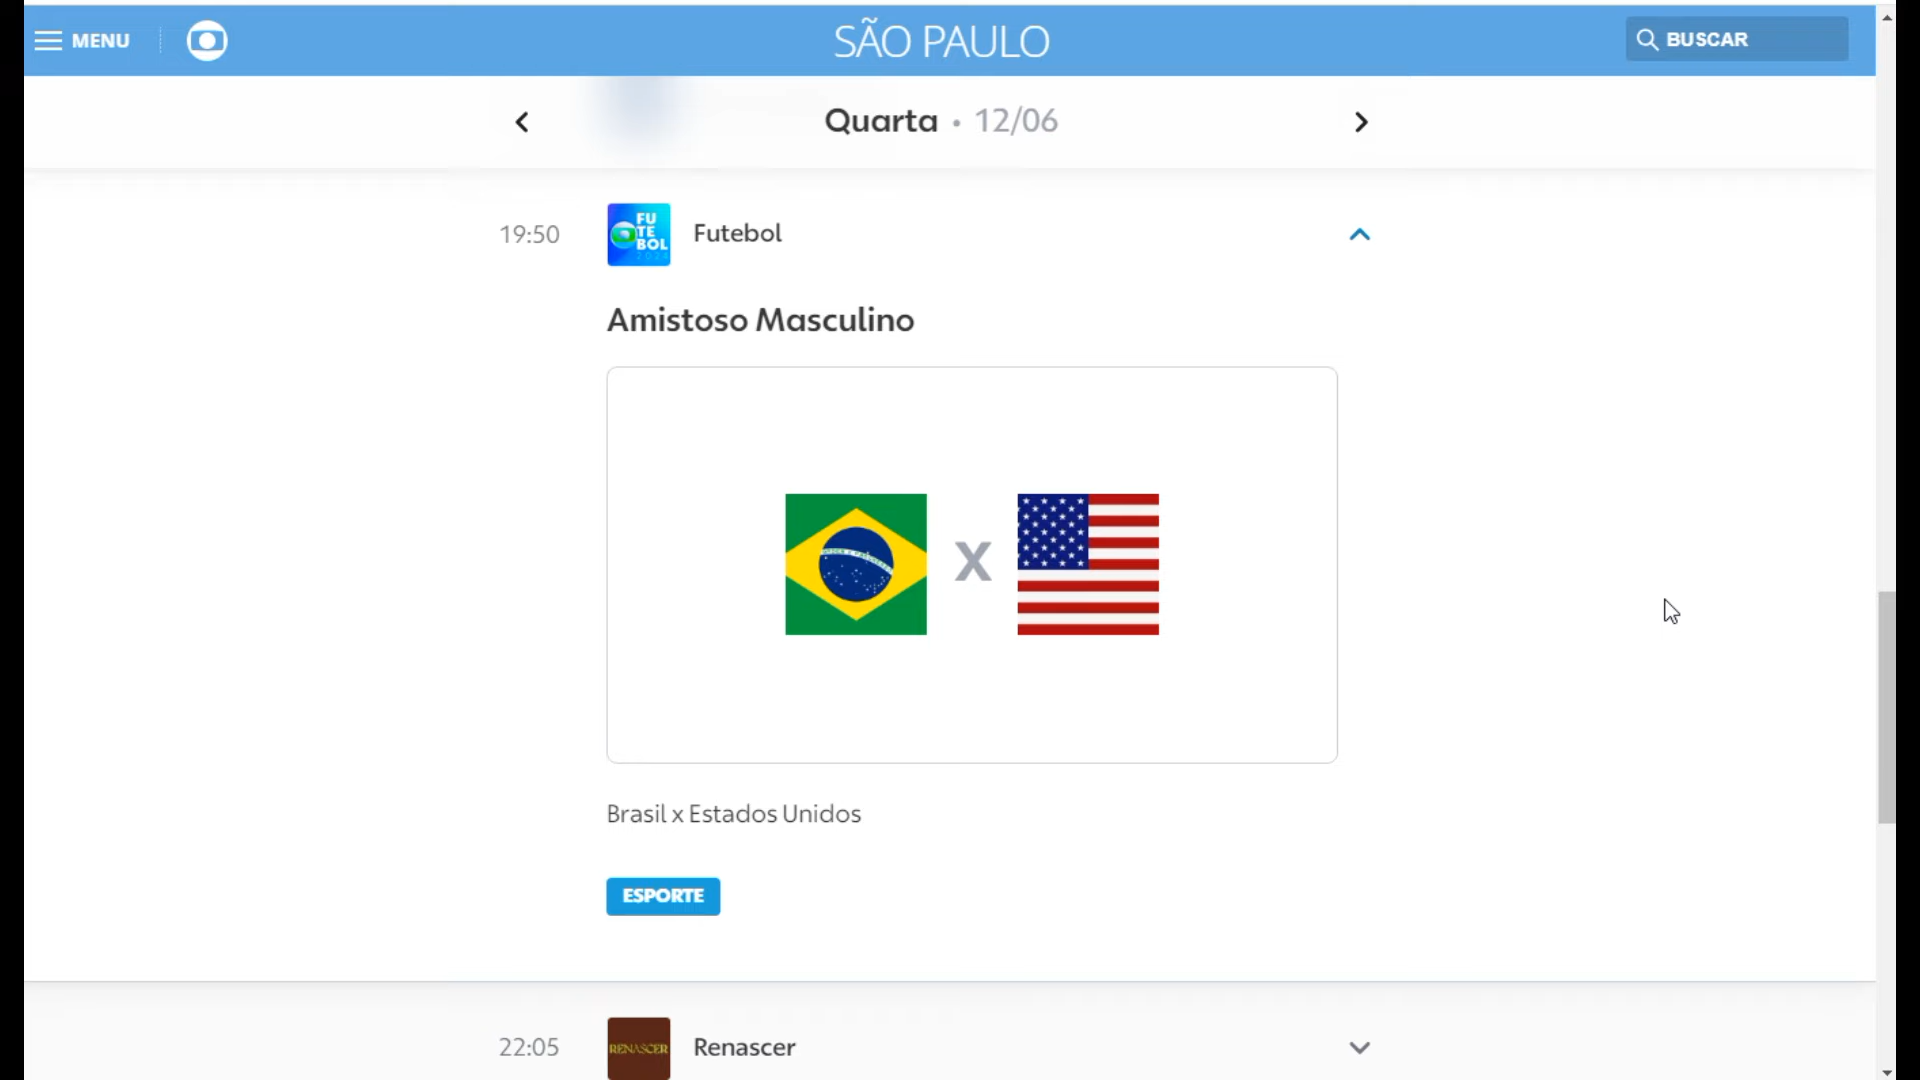 MENU
SÃO PAULO
BUSCAR
Quarta • 12/06
19:50
FU
TE
BOL
2024
Futebol
Amistoso Masculino
X
Brasil x Estados Unidos
ESPORTE
22:05
RENASCER
Renascer